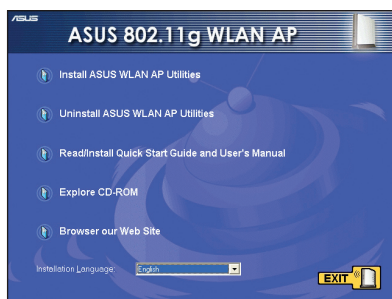 ASUS
ASUS 802.11g WLAN AP
Install ASUS WLAN AP Utilities
Uninstall ASUS WLAN AP Utilities
Read/Install Quick Start Guide and User's Manual
Explore CD-ROM
Browser our Web Site
Installation Language: English
EXIT